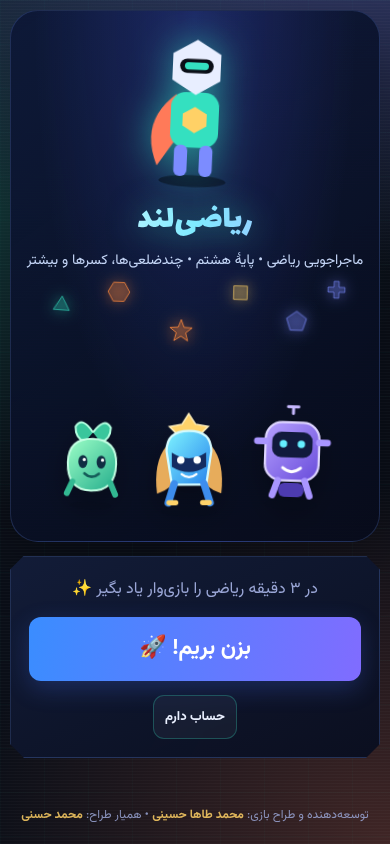 ریاضی‌لند
ماجراجویی ریاضی • پایهٔ هشتم • چندضلعی‌ها، کسرها و بیشتر
در ۳ دقیقه ریاضی را بازی‌وار یاد بگیر ✨
بزن بریم! 🚀
حساب دارم
توسعه‌دهنده و طراح بازی: محمد طاها حسینی • همیار طراح: محمد حسنی